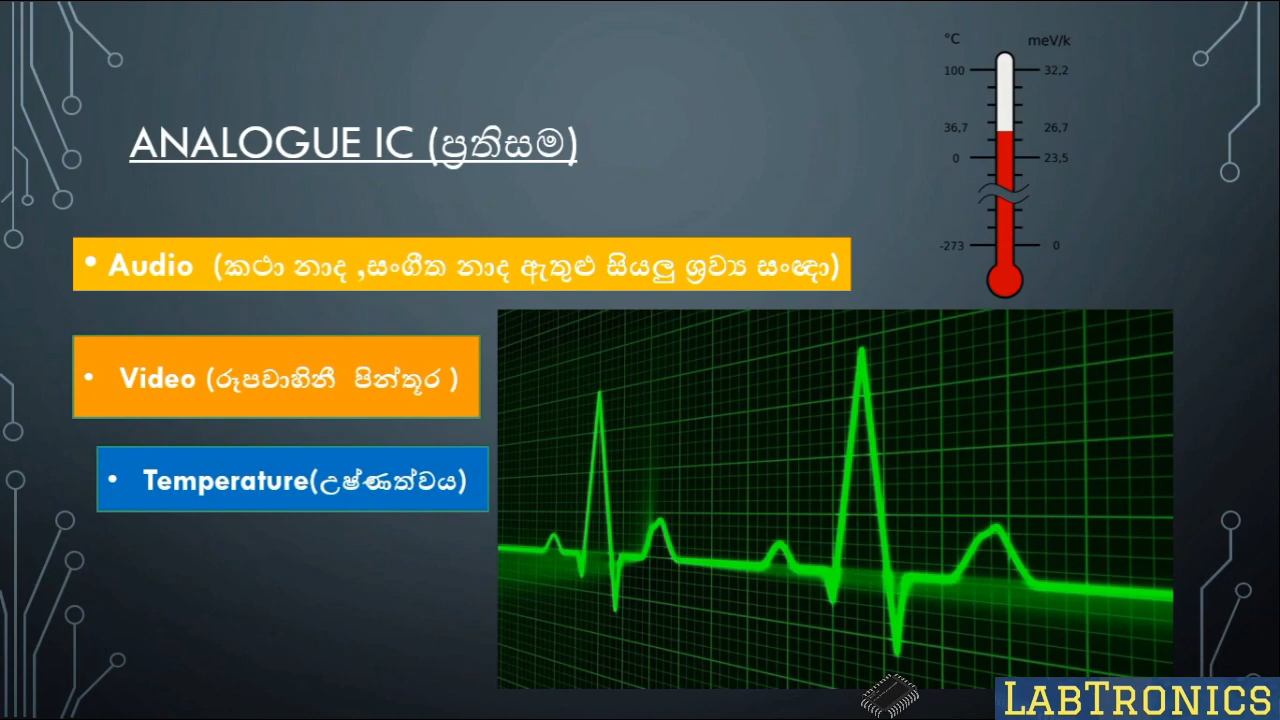 ANALOGUE IC (ප්‍රතිසම)
• Audio (කථා නාද ,සංගීත නාද ඇතුළු සියලු ශ්‍රව්‍ය සංඥා)
• Video (රූපවාහිනී පින්තූර )
• Temperature(උෂ්ණත්වය)
°C meV/k
100 32,2
36,7 26,7
0 23,5
-273 0
LABTRONICS